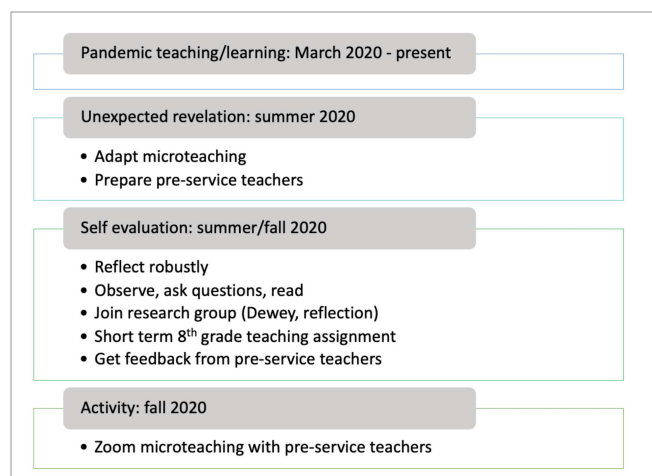 Pandemic teaching/learning: March 2020 - present
Unexpected revelation: summer 2020
• Adapt microteaching
• Prepare pre-service teachers
Self evaluation: summer/fall 2020
• Reflect robustly
• Observe, ask questions, read
• Join research group (Dewey, reflection)
• Short term 8th grade teaching assignment
• Get feedback from pre-service teachers
Activity: fall 2020
• Zoom microteaching with pre-service teachers